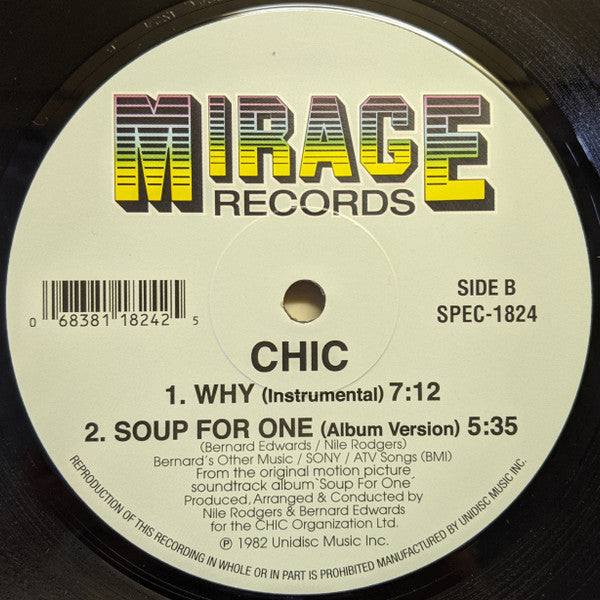 MIRAGE
RECORDS
0 68381 18242 5
SIDE B
SPEC-1824
CHIC
1. WHY (Instrumental) 7:12
2. SOUP FOR ONE (Album Version) 5:35
(Bernard Edwards / Nile Rodgers)
Bernard's Other Music / SONY / ATV Songs (BMI)
From the original motion picture
soundtrack album `Soup For One´
Produced, Arranged & Conducted by
Nile Rodgers & Bernard Edwards
for the CHIC Organization Ltd.
℗ 1982 Unidisc Music Inc.
REPRODUCTION OF THIS RECORDING IN WHOLE OR IN PART IS PROHIBITED MANUFACTURED BY UNIDISC MUSIC INC.